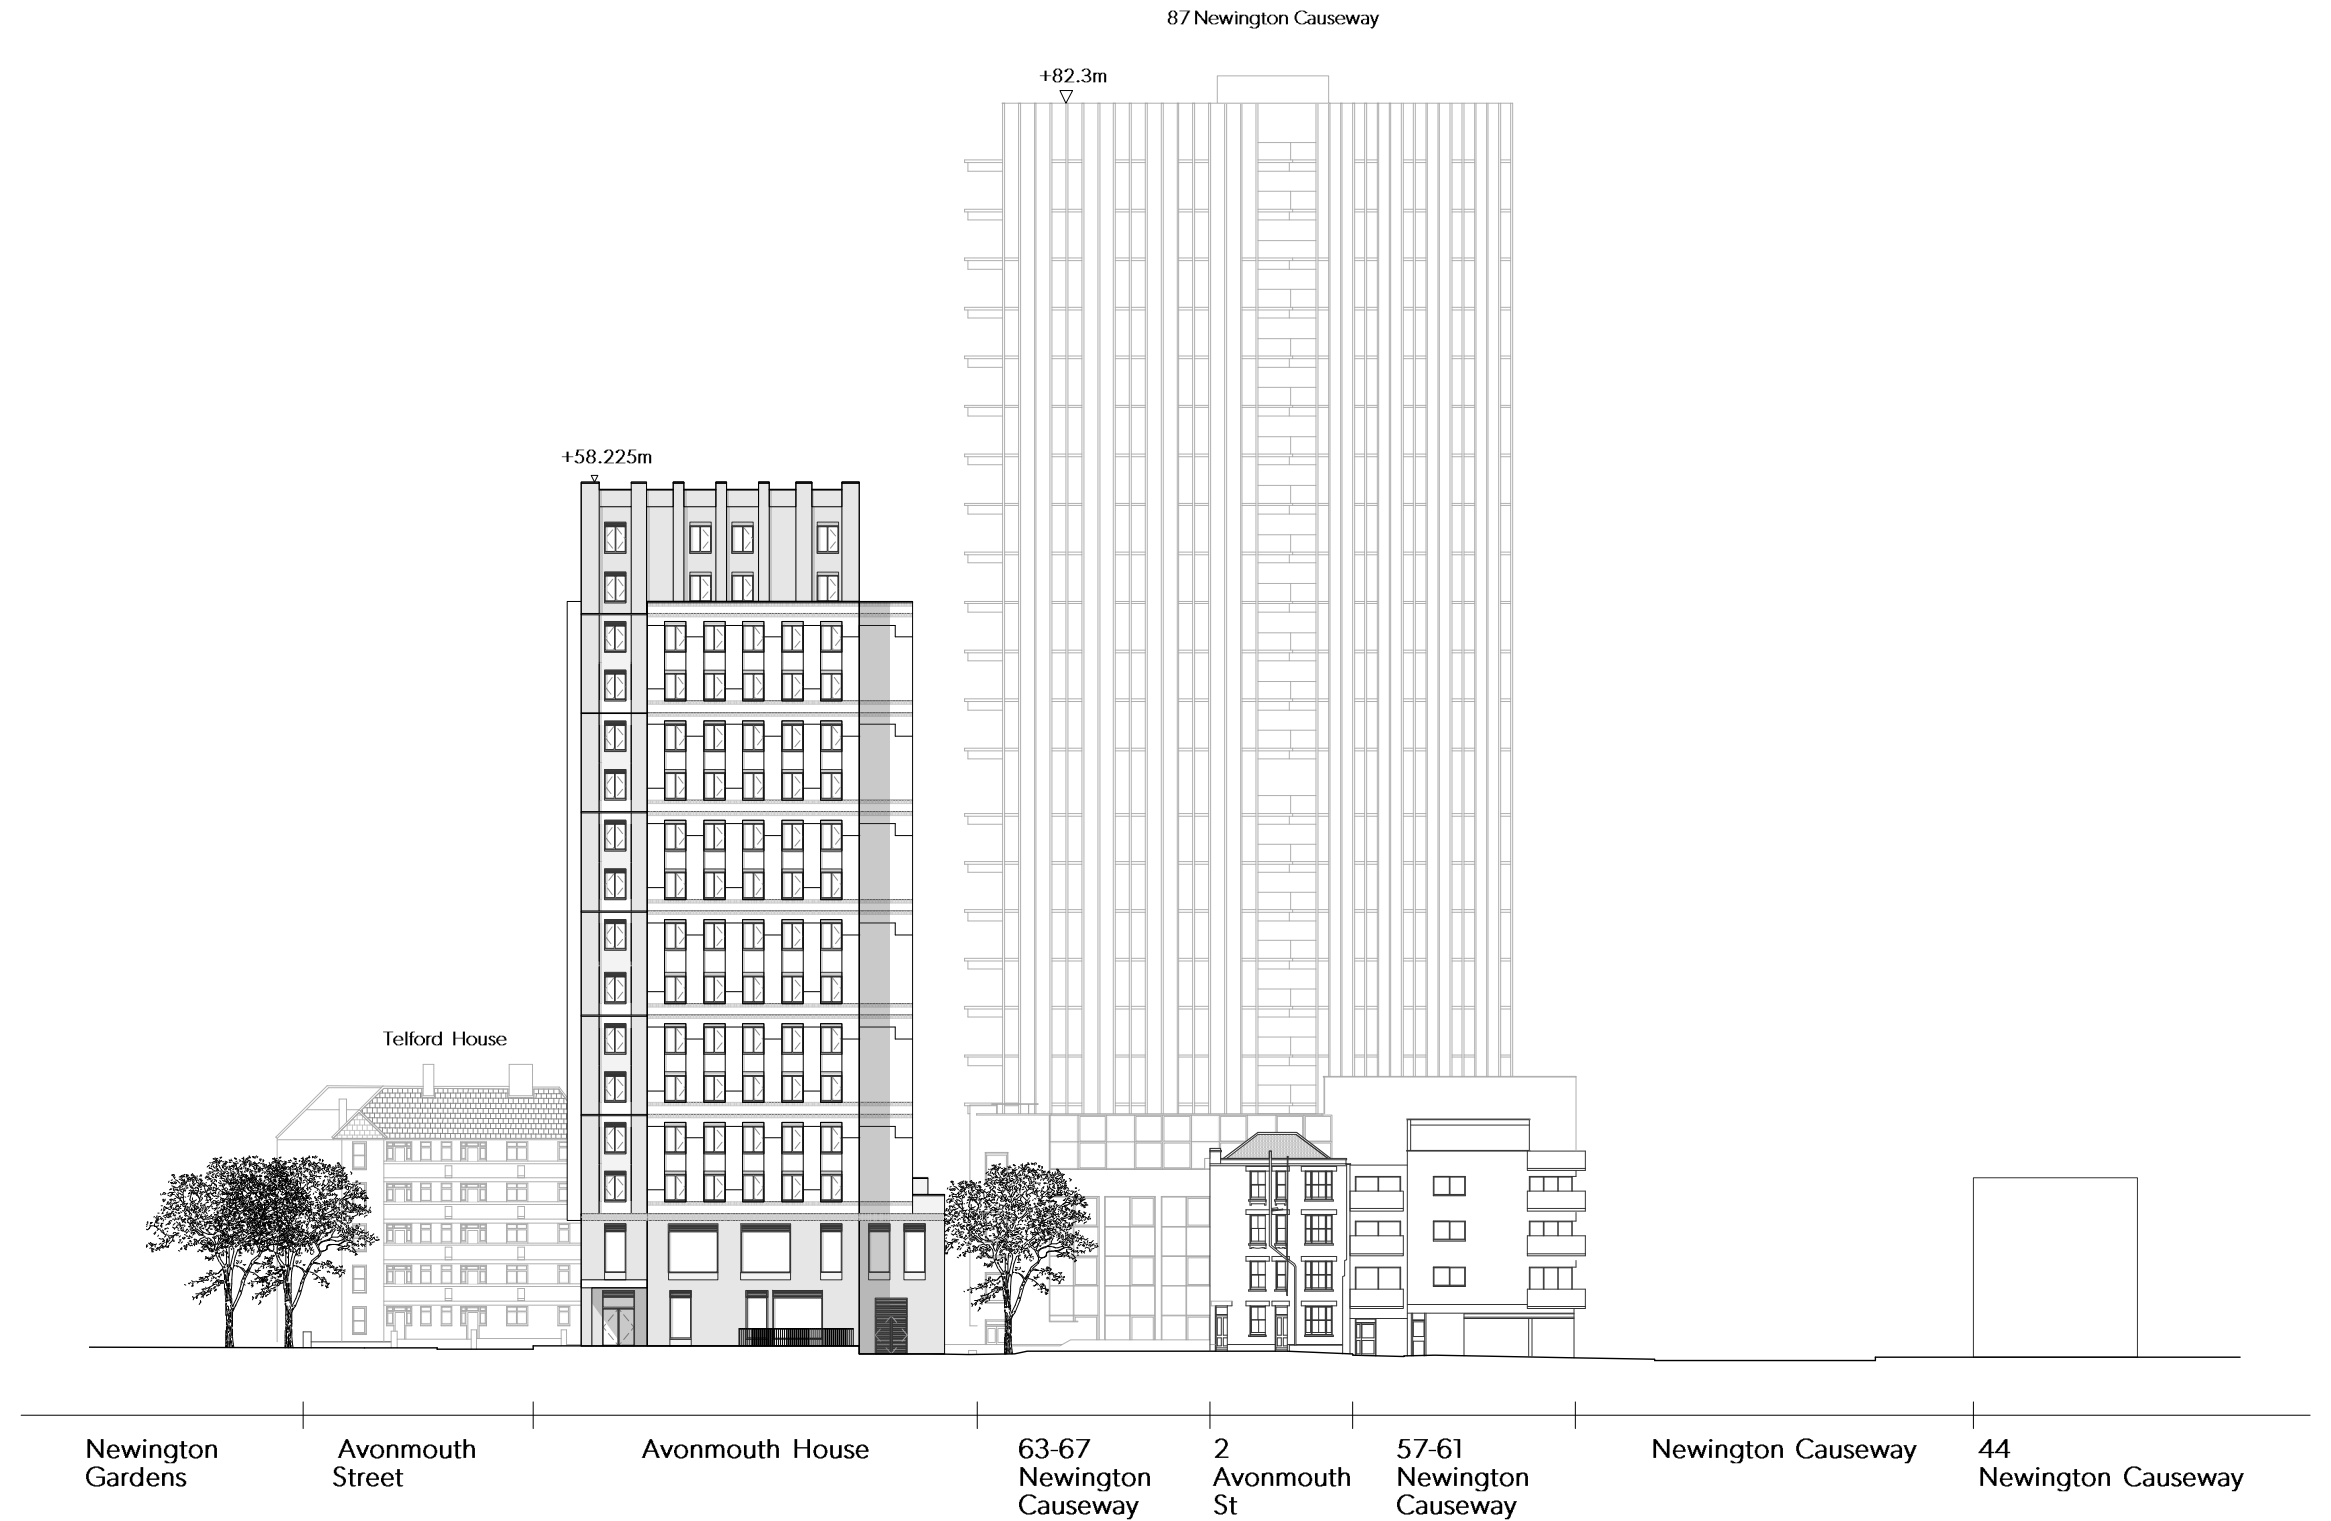 87 Newington Causeway
+82.3m
+58.225m
Telford House
Newington
Gardens
Avonmouth
Street
Avonmouth House
63-67
Newington
Causeway
2
Avonmouth
St
57-61
Newington
Causeway
Newington Causeway
44
Newington Causeway